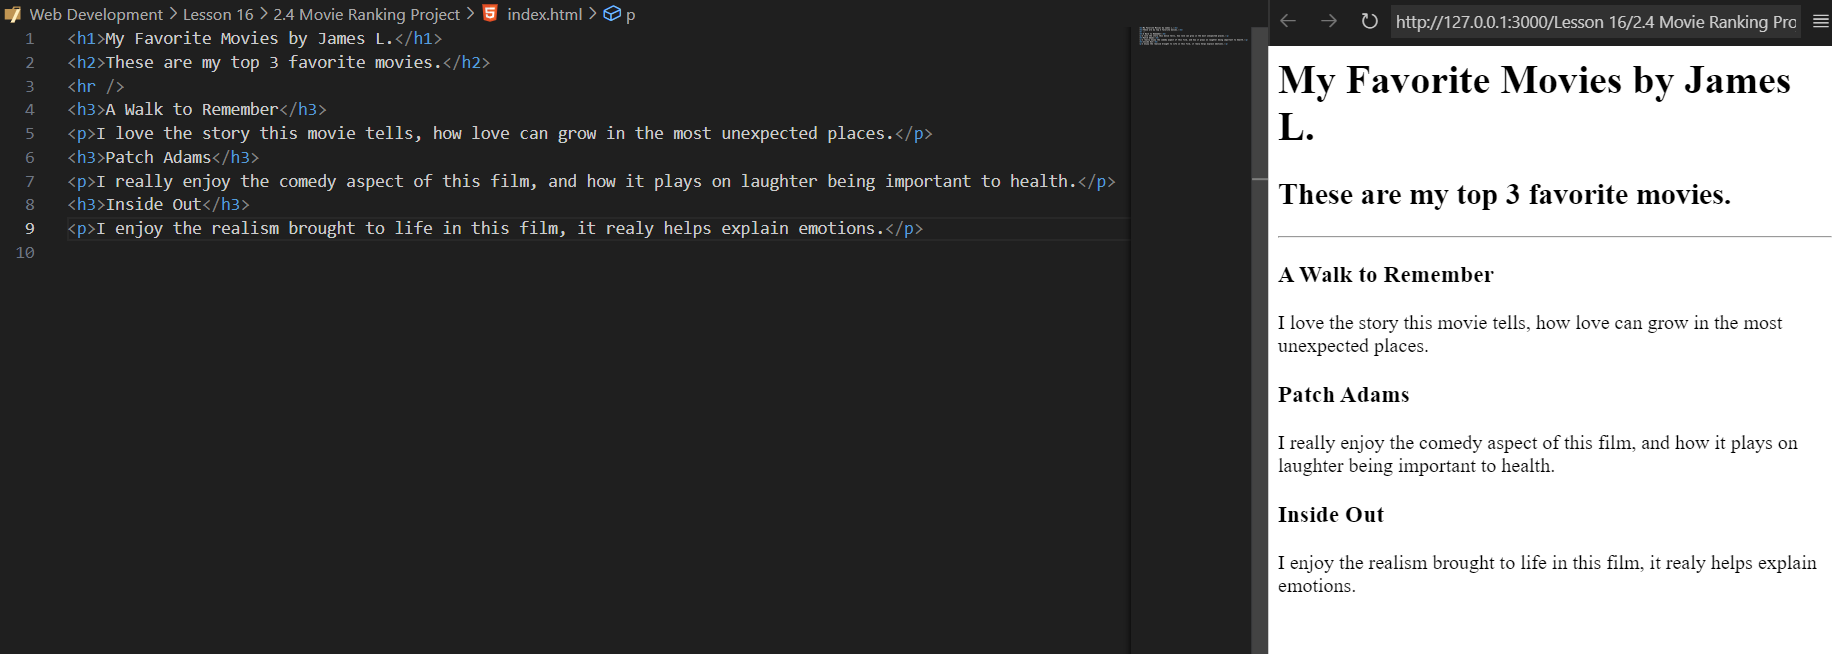 Web Development > Lesson 16 > 2.4 Movie Ranking Project > index.html > p
1 <h1>My Favorite Movies by James L.</h1>
2 <h2>These are my top 3 favorite movies.</h2>
3 <hr />
4 <h3>A Walk to Remember</h3>
5 <p>I love the story this movie tells, how love can grow in the most unexpected places.</p>
6 <h3>Patch Adams</h3>
7 <p>I really enjoy the comedy aspect of this film, and how it plays on laughter being important to health.</p>
8 <h3>Inside Out</h3>
9 <p>I enjoy the realism brought to life in this film, it realy helps explain emotions.</p>
10
http://127.0.0.1:3000/Lesson 16/2.4 Movie Ranking Pro
My Favorite Movies by James
L.
These are my top 3 favorite movies.
A Walk to Remember
I love the story this movie tells, how love can grow in the most
unexpected places.
Patch Adams
I really enjoy the comedy aspect of this film, and how it plays on
laughter being important to health.
Inside Out
I enjoy the realism brought to life in this film, it realy helps explain
emotions.